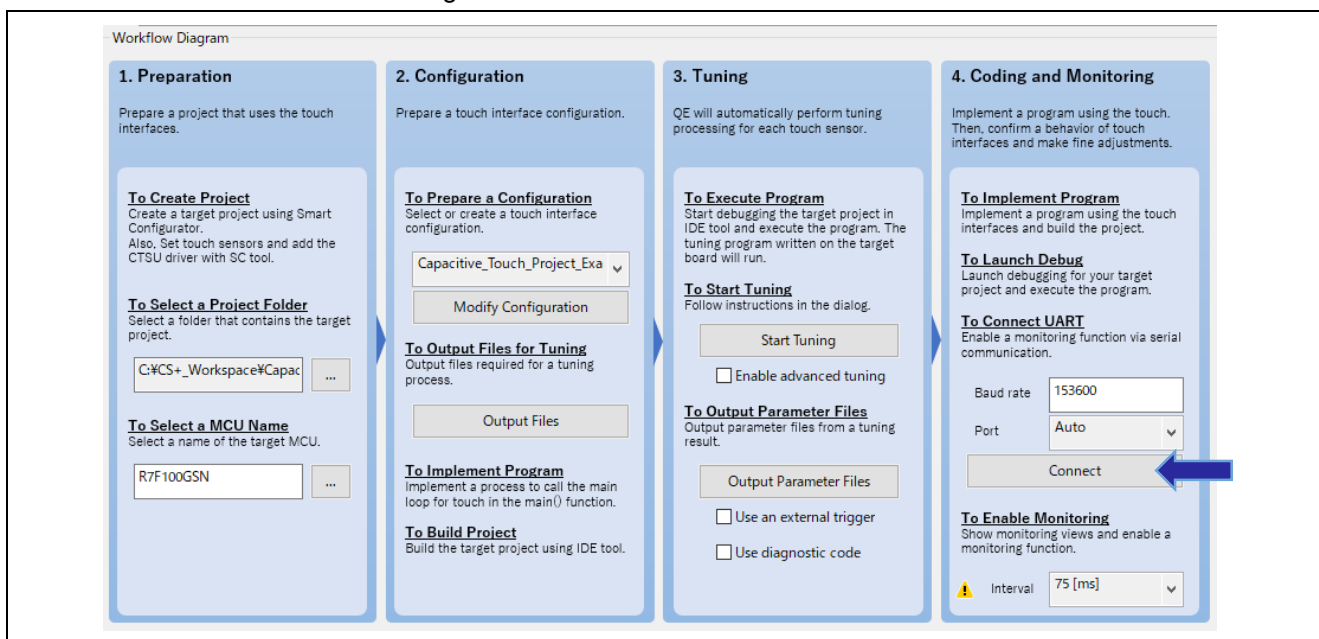 Workflow Diagram
1. Preparation
Prepare a project that uses the touch
interfaces.
To Create Project
Create a target project using Smart
Configurator.
Also, Set touch sensors and add the
CTSU driver with SC tool.
To Select a Project Folder
Select a folder that contains the target
project.
C:¥CS+_Workspace¥Capac
...
To Select a MCU Name
Select a name of the target MCU.
R7F100GSN
...
2. Configuration
Prepare a touch interface configuration.
To Prepare a Configuration
Select or create a touch interface
configuration.
Capacitive_Touch_Project_Exa
Modify Configuration
To Output Files for Tuning
Output files required for a tuning
process.
Output Files
To Implement Program
Implement a process to call the main
loop for touch in the main() function.
To Build Project
Build the target project using IDE tool.
3. Tuning
QE will automatically perform tuning
processing for each touch sensor.
To Execute Program
Start debugging the target project in
IDE tool and execute the program. The
tuning program written on the target
board will run.
To Start Tuning
Follow instructions in the dialog.
Start Tuning
Enable advanced tuning
To Output Parameter Files
Output parameter files from a tuning
result.
Output Parameter Files
Use an external trigger
Use diagnostic code
4. Coding and Monitoring
Implement a program using the touch.
Then, confirm a behavior of touch
interfaces and make fine adjustments.
To Implement Program
Implement a program using the touch
interfaces and build the project.
To Launch Debug
Launch debugging for your target
project and execute the program.
To Connect UART
Enable a monitoring function via serial
communication.
Baud rate 153600
Port Auto
Connect
To Enable Monitoring
Show monitoring views and enable a
monitoring function.
Interval 75 [ms]